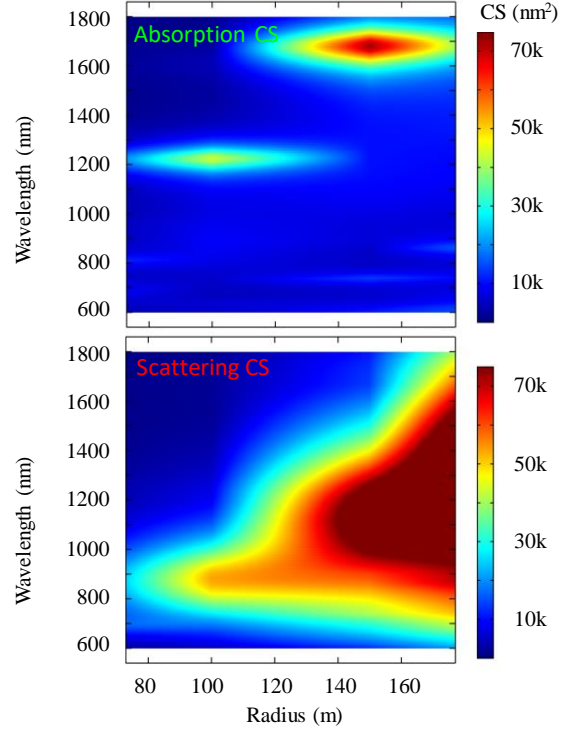 CS (nm²)
Absorption CS
1800
1600
1400
1200
1000
800
600
Wavelength (nm)
70k
50k
30k
10k
Scattering CS
1800
1600
1400
1200
1000
800
600
Wavelength (nm)
70k
50k
30k
10k
80 100 120 140 160
Radius (m)